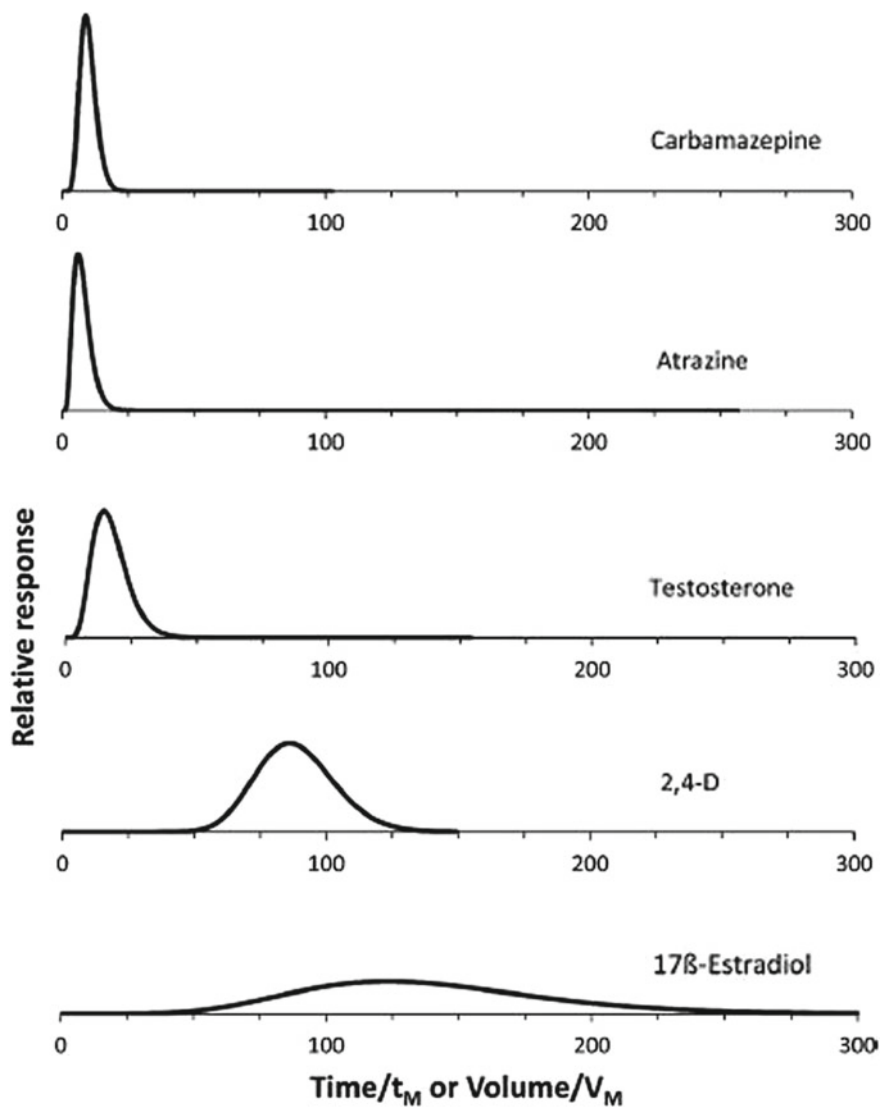 Carbamazepine
0 100 200 300
Atrazine
0 100 200 300
Testosterone
0 100 200 300
2,4-D
0 100 200 300
17ß-Estradiol
0 100 200 300
Relative response
Time/tM or Volume/VM